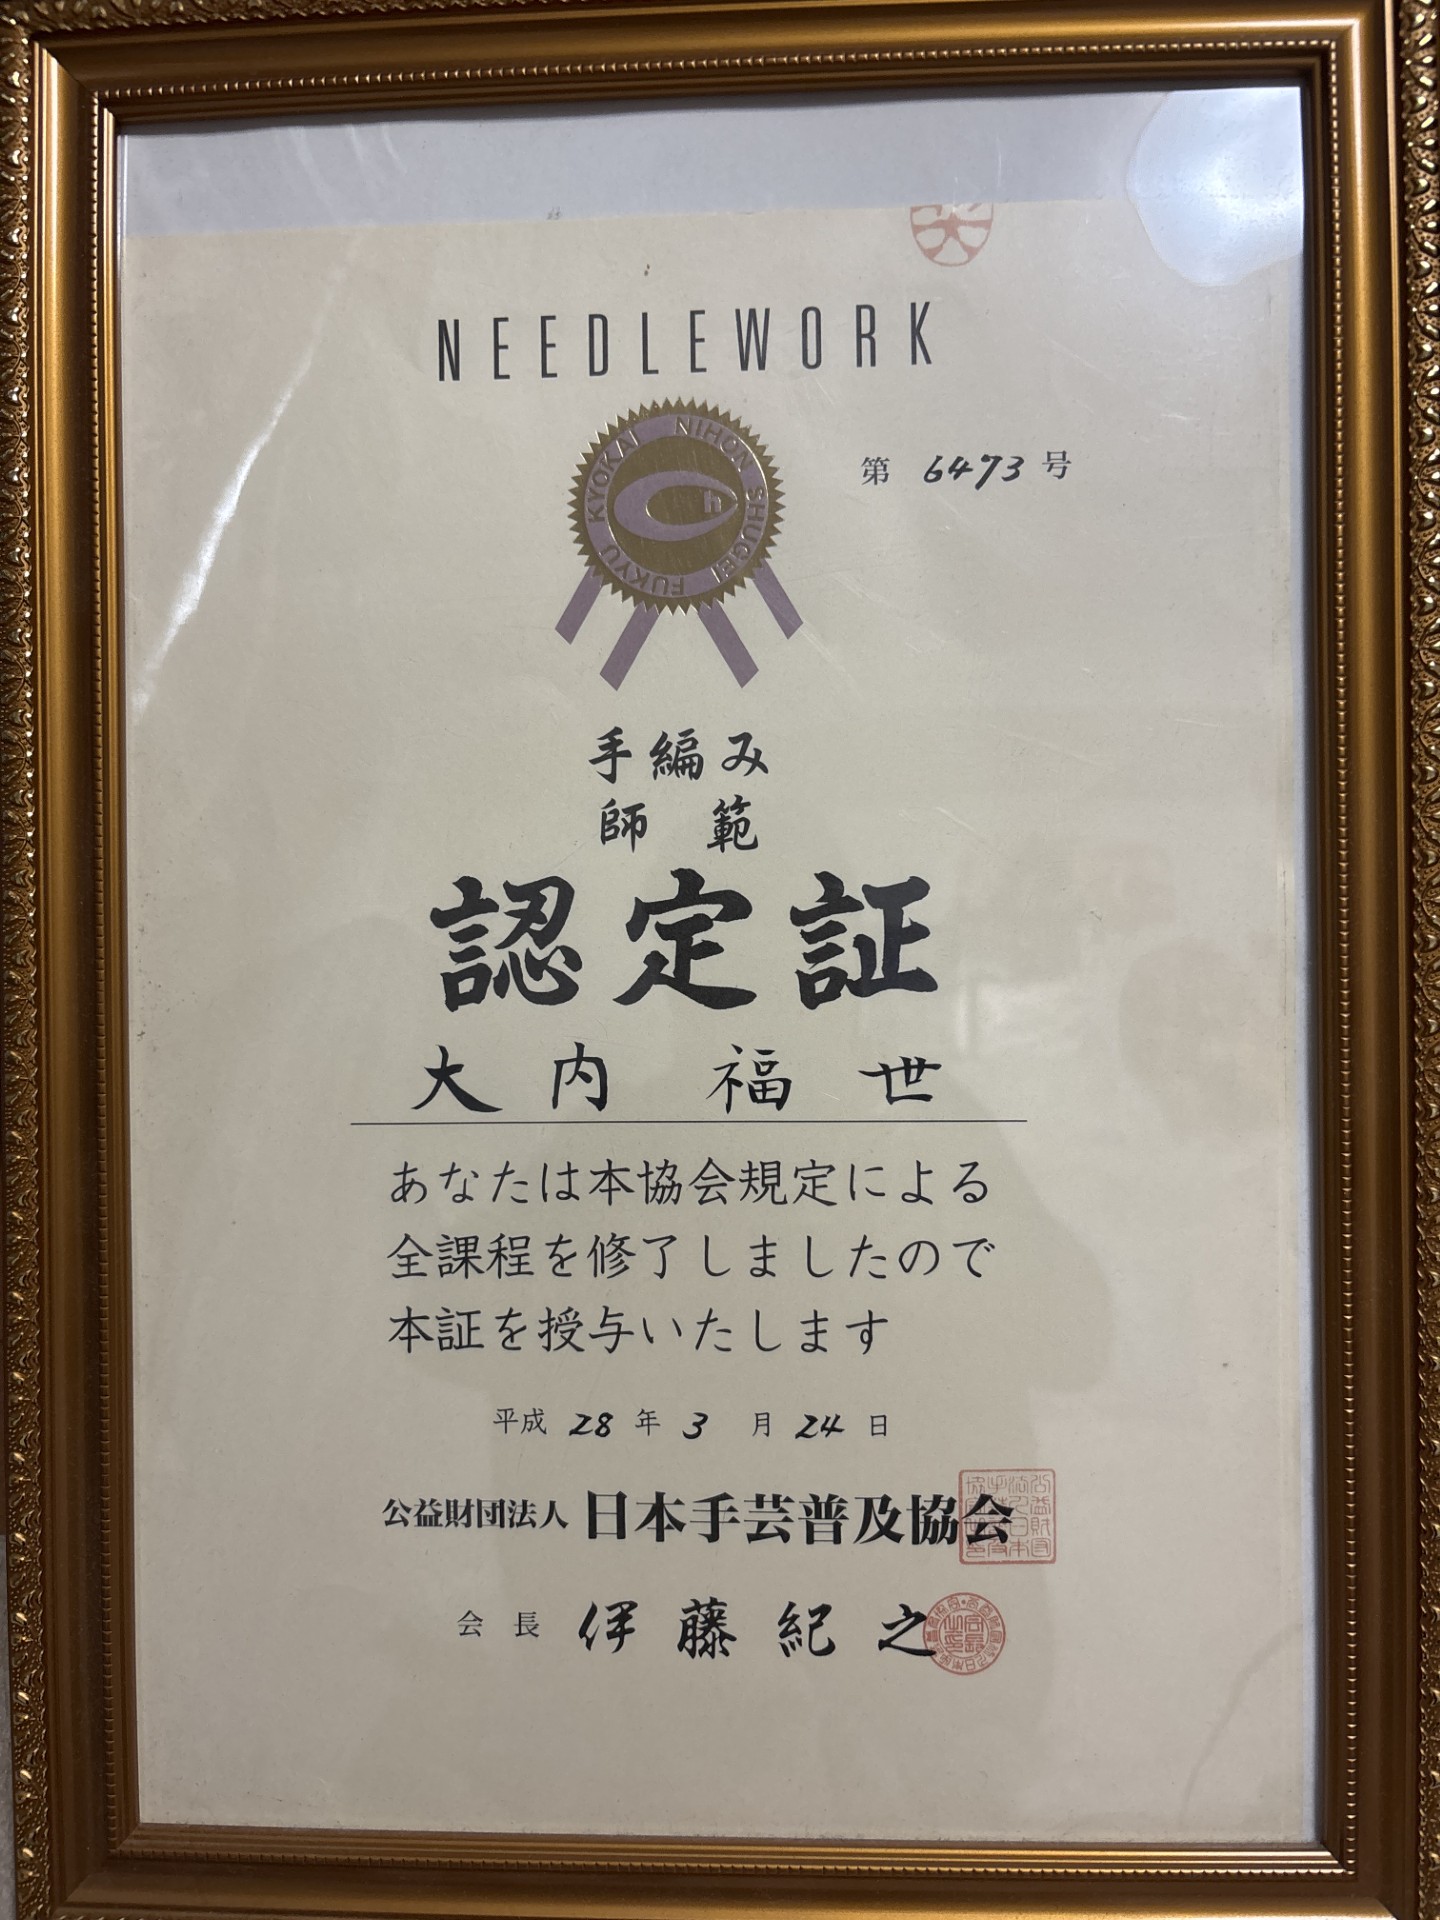 NEEDLEWORK
NIHON SHUGEI FUKYU KYOKAI
第 6473 号
手編み
師 範
認定証
大内 福世
あなたは本協会規定による
全課程を修了しましたので
本証を授与いたします
平成 28 年 3 月 24 日
公益財団法人 日本手芸普及協会
会長 伊藤紀之